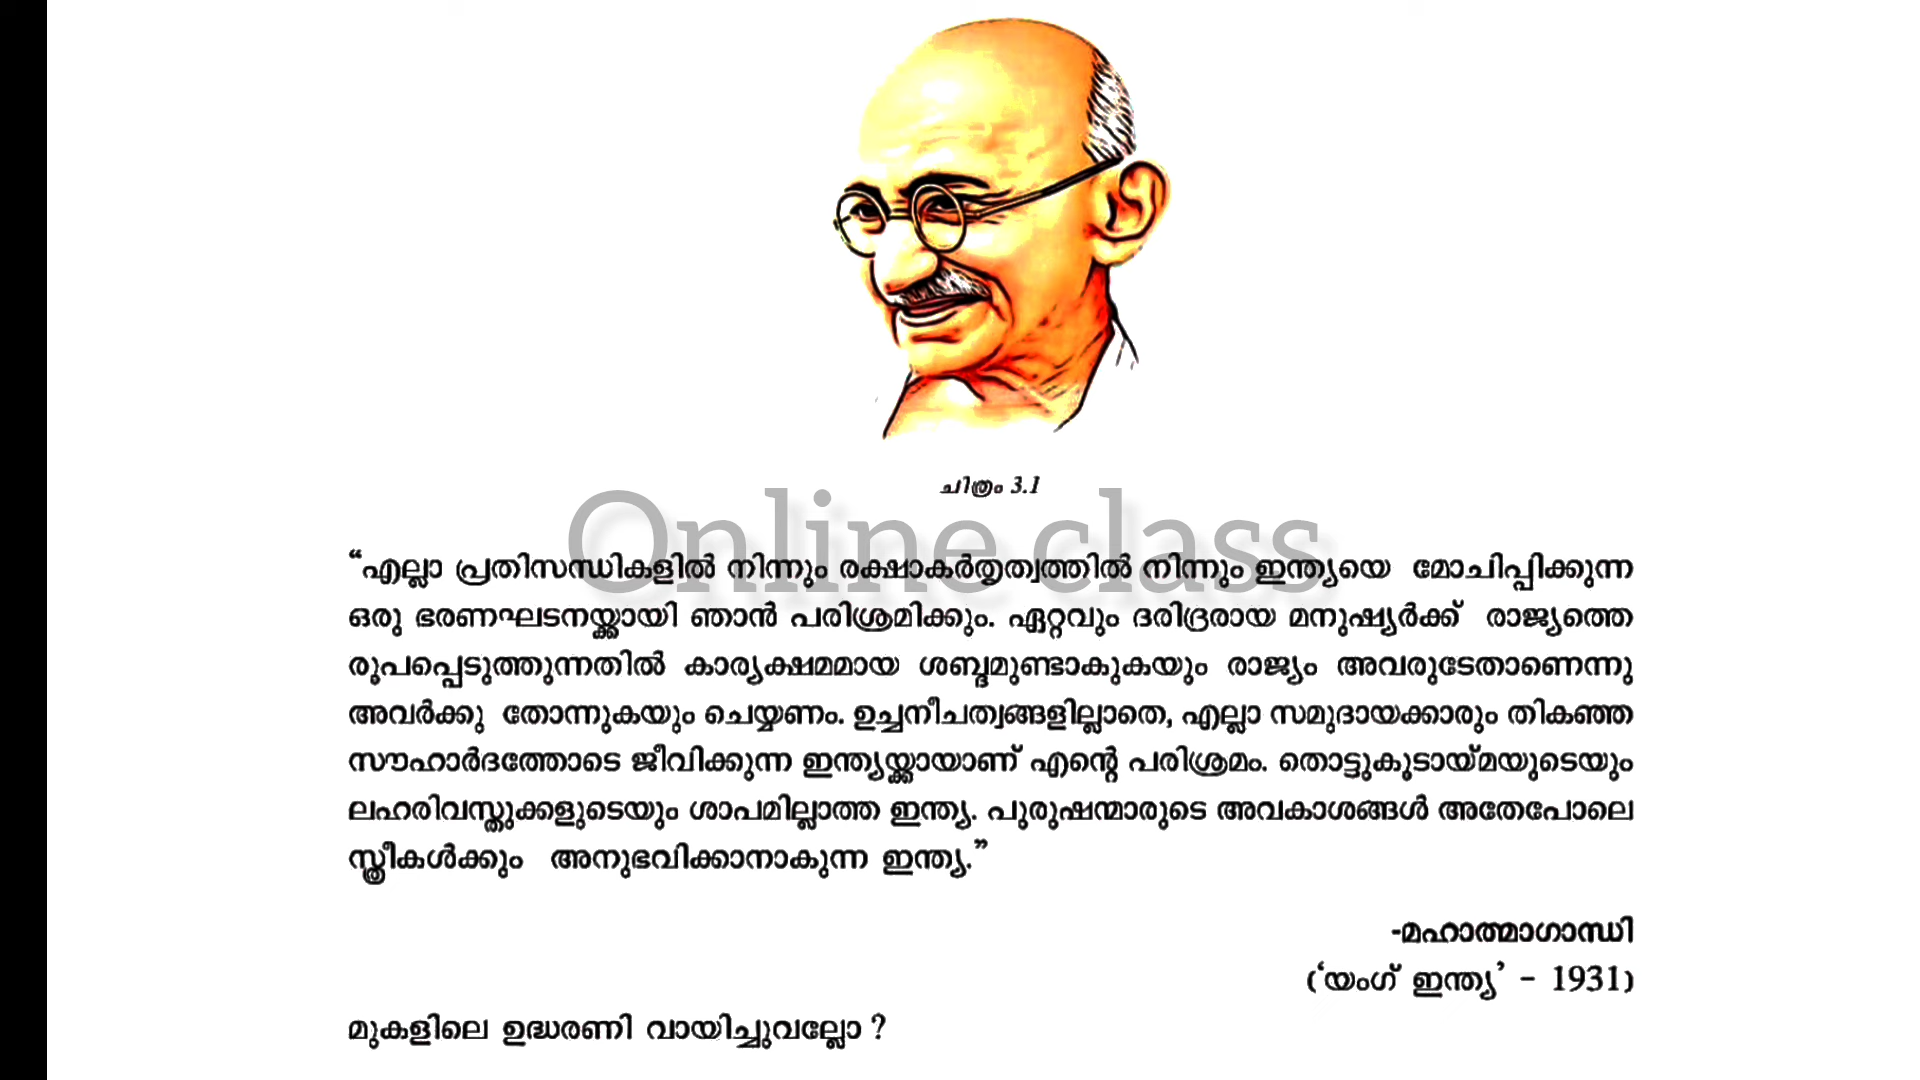 ചിത്രം 3.1
Online class
“എല്ലാ പ്രതിസന്ധികളിൽ നിന്നും രക്ഷാകർതൃത്വത്തിൽ നിന്നും ഇന്ത്യയെ മോചിപ്പിക്കുന്ന
ഒരു ഭരണഘടനയ്ക്കായി ഞാൻ പരിശ്രമിക്കും. ഏറ്റവും ദരിദ്രരായ മനുഷ്യർക്ക് രാജ്യത്തെ
രൂപപ്പെടുത്തുന്നതിൽ കാര്യക്ഷമമായ ശബ്ദമുണ്ടാകുകയും രാജ്യം അവരുടേതാണെന്നു
അവർക്കു തോന്നുകയും ചെയ്യണം. ഉച്ചനീചത്വങ്ങളില്ലാതെ, എല്ലാ സമുദായക്കാരും തികഞ്ഞ
സൗഹാർദത്തോടെ ജീവിക്കുന്ന ഇന്ത്യയ്ക്കായാണ് എന്റെ പരിശ്രമം. തൊട്ടുകൂടായ്മയുടെയും
ലഹരിവസ്തുക്കളുടെയും ശാപമില്ലാത്ത ഇന്ത്യ. പുരുഷന്മാരുടെ അവകാശങ്ങൾ അതേപോലെ
സ്ത്രീകൾക്കും അനുഭവിക്കാനാകുന്ന ഇന്ത്യ.”
-മഹാത്മാഗാന്ധി
(‘യംഗ് ഇന്ത്യ’ – 1931)
മുകളിലെ ഉദ്ധരണി വായിച്ചുവല്ലോ ?